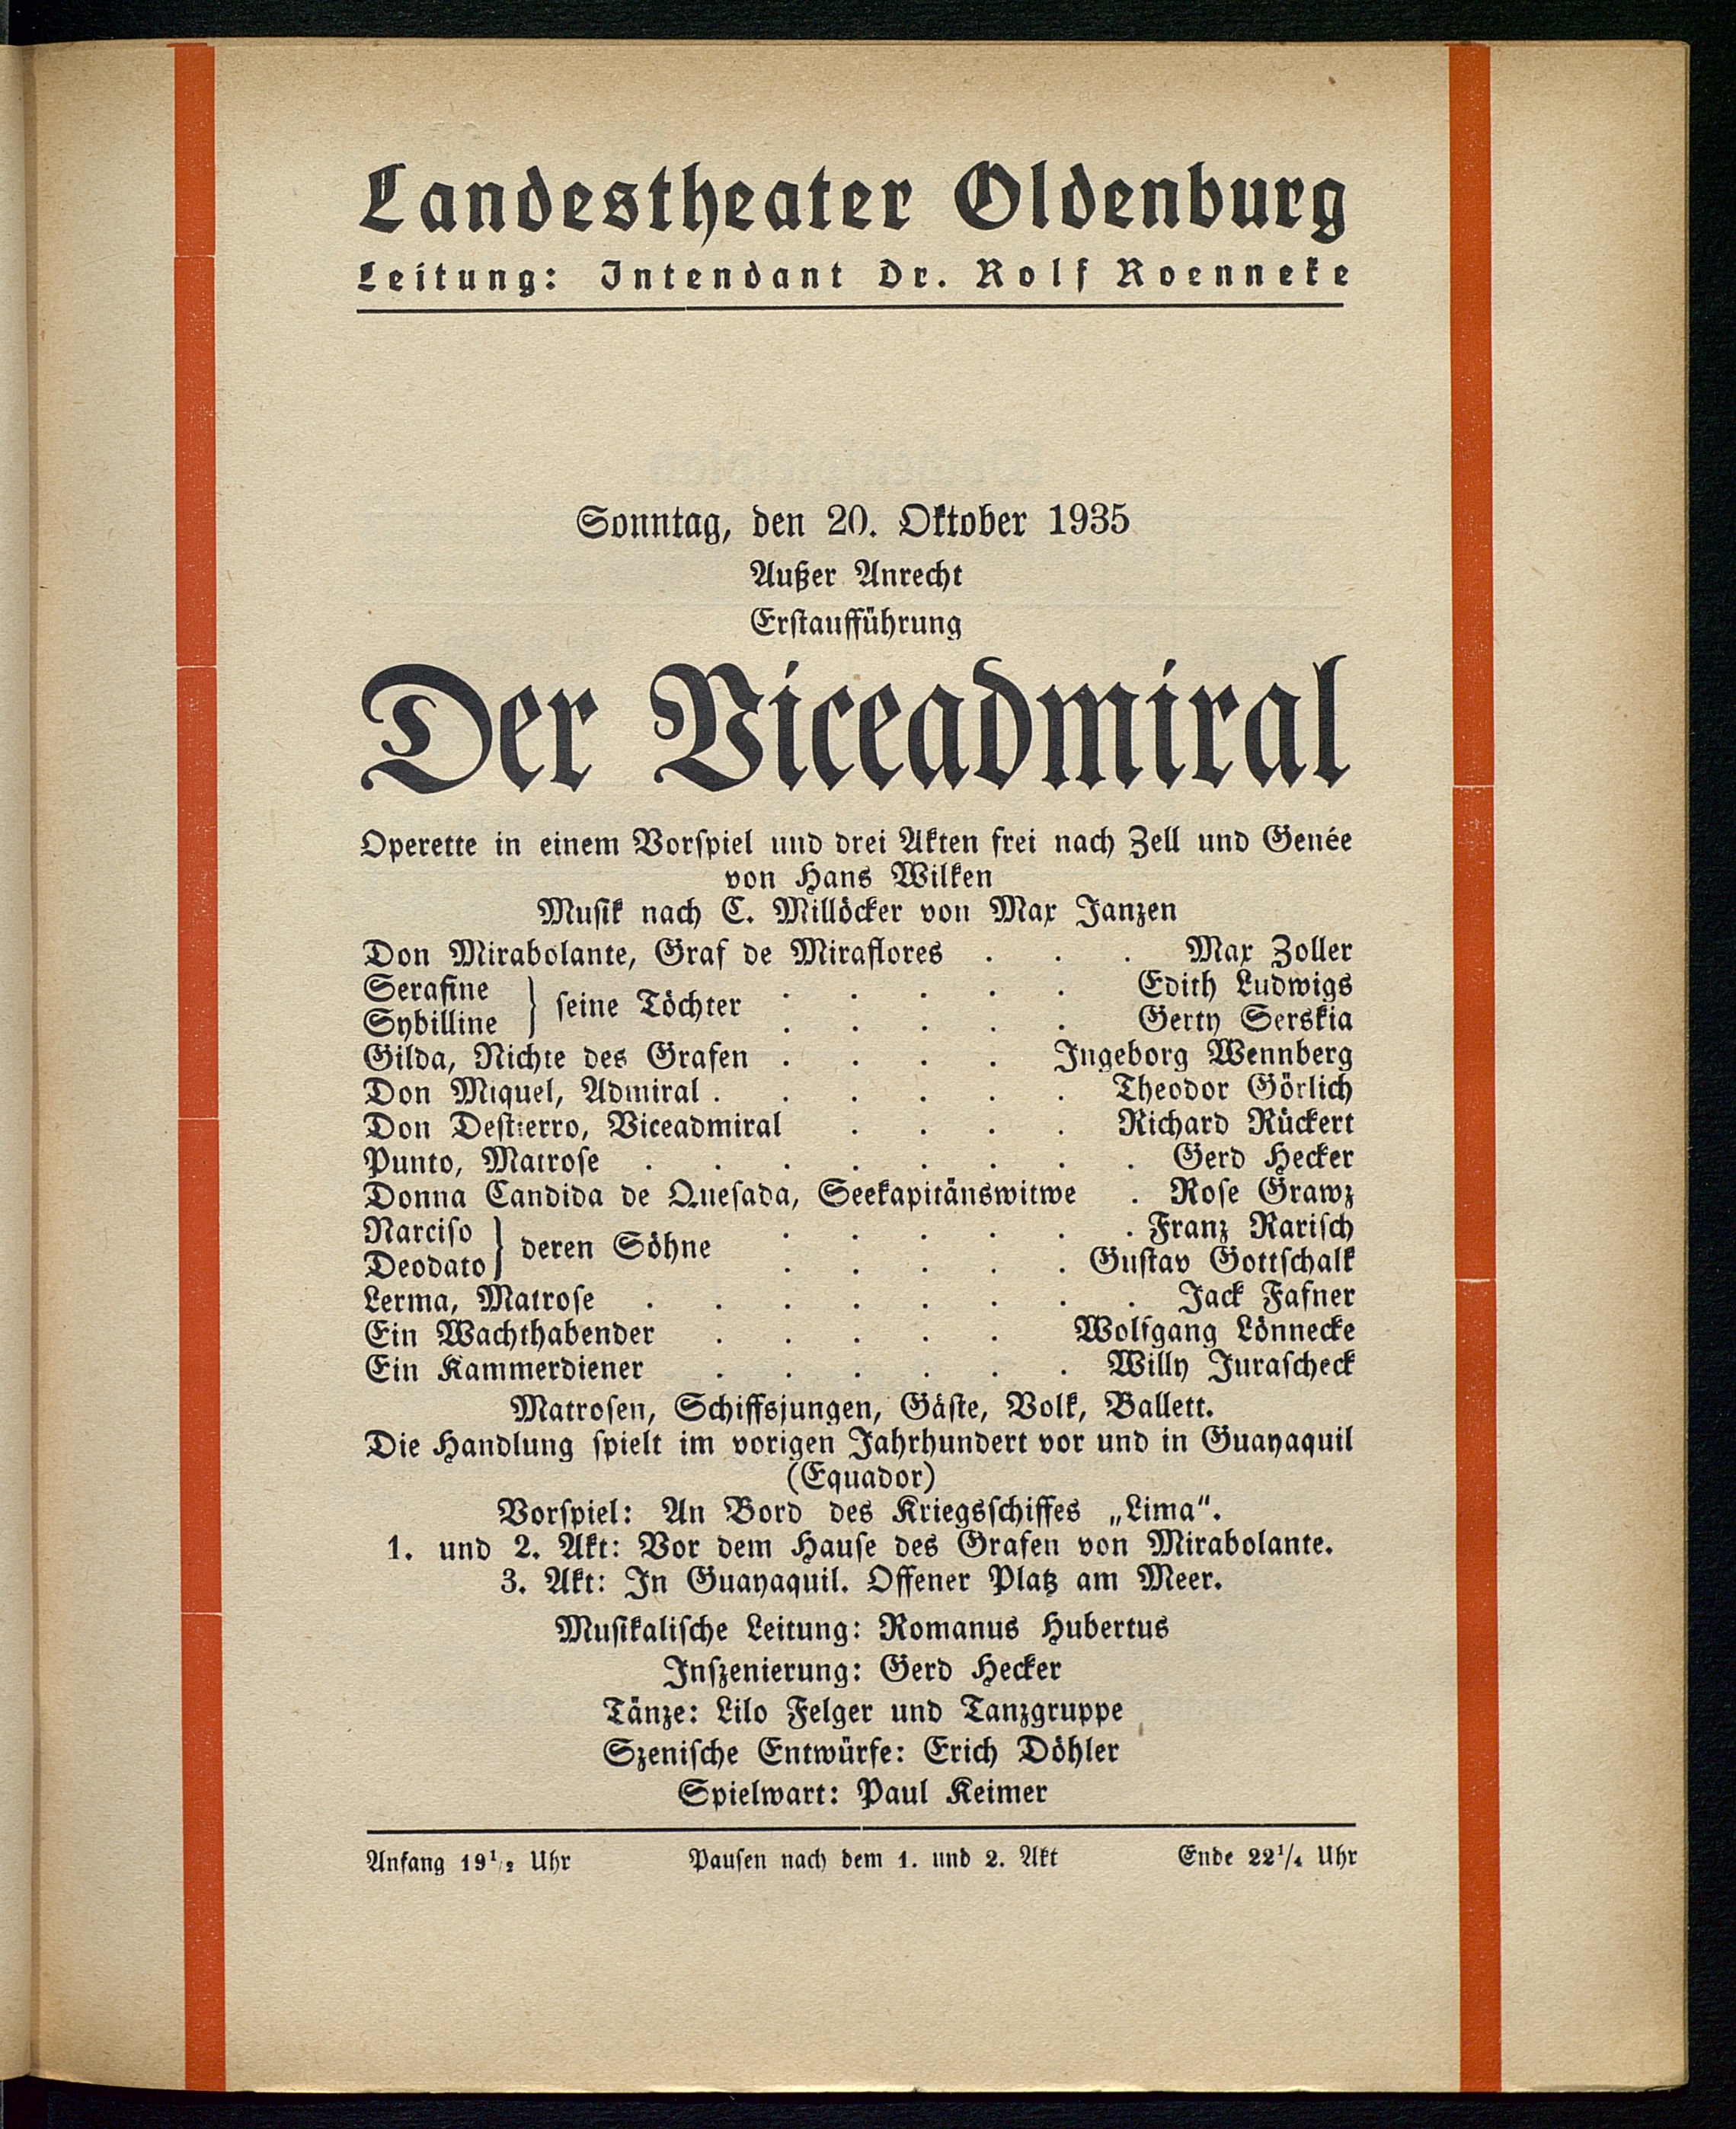 Landestheater Oldenburg
Leitung: Intendant Dr. Rolf Roenneke
Sonntag, den 20. Oktober 1935
Außer Anrecht
Erstaufführung
Der Viceadmiral
Operette in einem Vorspiel und drei Akten frei nach Zell und Genée
von Hans Wilken
Musik nach C. Millöcker von Max Janzen
Don Mirabolante, Graf de Miraflores . . . Max Zoller
Serafine } seine Töchter . . . . . Edith Ludwigs
Sybilline } . . . . . Gerty Serskia
Gilda, Nichte des Grafen . . . . Ingeborg Wennberg
Don Miquel, Admiral . . . . . . Theodor Görlich
Don Destierro, Viceadmiral . . . . Richard Rückert
Punto, Matrose . . . . . . . . Gerd Hecker
Donna Candida de Quesada, Seekapitänswitwe . Rose Grawz
Narciso } deren Söhne . . . . . . Franz Rarisch
Deodato } . . . . . Gustav Gottschalk
Lerma, Matrose . . . . . . . . Jack Fafner
Ein Wachthabender . . . . . Wolfgang Lönnecke
Ein Kammerdiener . . . . . . Willy Jurascheck
Matrosen, Schiffsjungen, Gäste, Volk, Ballett.
Die Handlung spielt im vorigen Jahrhundert vor und in Guayaquil
(Equador)
Vorspiel: An Bord des Kriegsschiffes „Lima“.
1. und 2. Akt: Vor dem Hause des Grafen von Mirabolante.
3. Akt: In Guayaquil. Offener Platz am Meer.
Musikalische Leitung: Romanus Hubertus
Inszenierung: Gerd Hecker
Tänze: Lilo Felger und Tanzgruppe
Szenische Entwürfe: Erich Döhler
Spielwart: Paul Keimer
Anfang 19½ Uhr Pausen nach dem 1. und 2. Akt Ende 22¼ Uhr